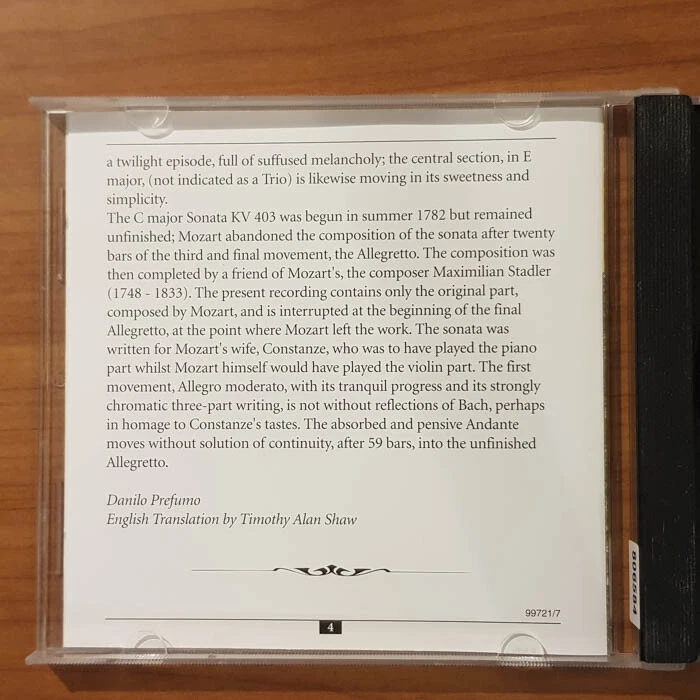 a twilight episode, full of suffused melancholy; the central section, in E
major, (not indicated as a Trio) is likewise moving in its sweetness and
simplicity.
The C major Sonata KV 403 was begun in summer 1782 but remained
unfinished; Mozart abandoned the composition of the sonata after twenty
bars of the third and final movement, the Allegretto. The composition was
then completed by a friend of Mozart's, the composer Maximilian Stadler
(1748 - 1833). The present recording contains only the original part,
composed by Mozart, and is interrupted at the beginning of the final
Allegretto, at the point where Mozart left the work. The sonata was
written for Mozart's wife, Constanze, who was to have played the piano
part whilst Mozart himself would have played the violin part. The first
movement, Allegro moderato, with its tranquil progress and its strongly
chromatic three-part writing, is not without reflections of Bach, perhaps
in homage to Constanze's tastes. The absorbed and pensive Andante
moves without solution of continuity, after 59 bars, into the unfinished
Allegretto.
Danilo Prefumo
English Translation by Timothy Alan Shaw
99721/7
4
8066584